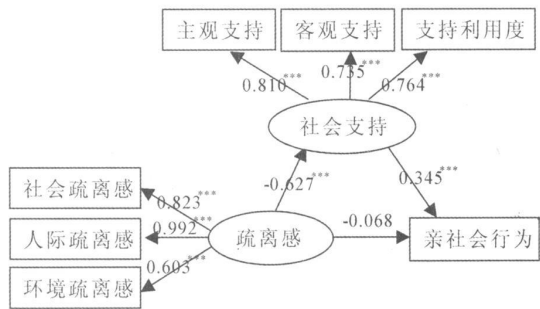 主观支持 客观支持 支持利用度
0.810*** 0.735*** 0.764***
社会支持
社会疏离感 0.823*** -0.627*** 0.345***
人际疏离感 0.992*** 疏离感 -0.068 亲社会行为
环境疏离感 0.603***